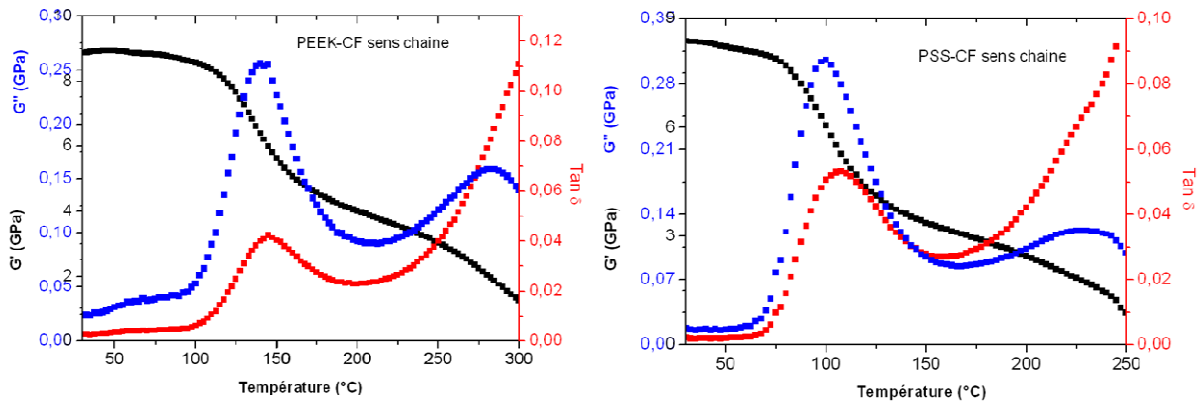 PEEK-CF sens chaine
G'' (GPa)
G' (GPa)
0,30
0,25
0,20
0,15
0,10
0,05
0,00
8
6
4
2
0
0,12
0,10
0,08
0,06
0,04
0,02
0,00
Tan δ
50 100 150 200 250 300
Température (°C)
PSS-CF sens chaine
G'' (GPa)
G' (GPa)
0,28
0,21
0,14
0,07
0,00
9
6
3
0
0,10
0,08
0,06
0,04
0,02
0,00
Tan δ
50 100 150 200 250
Température (°C)